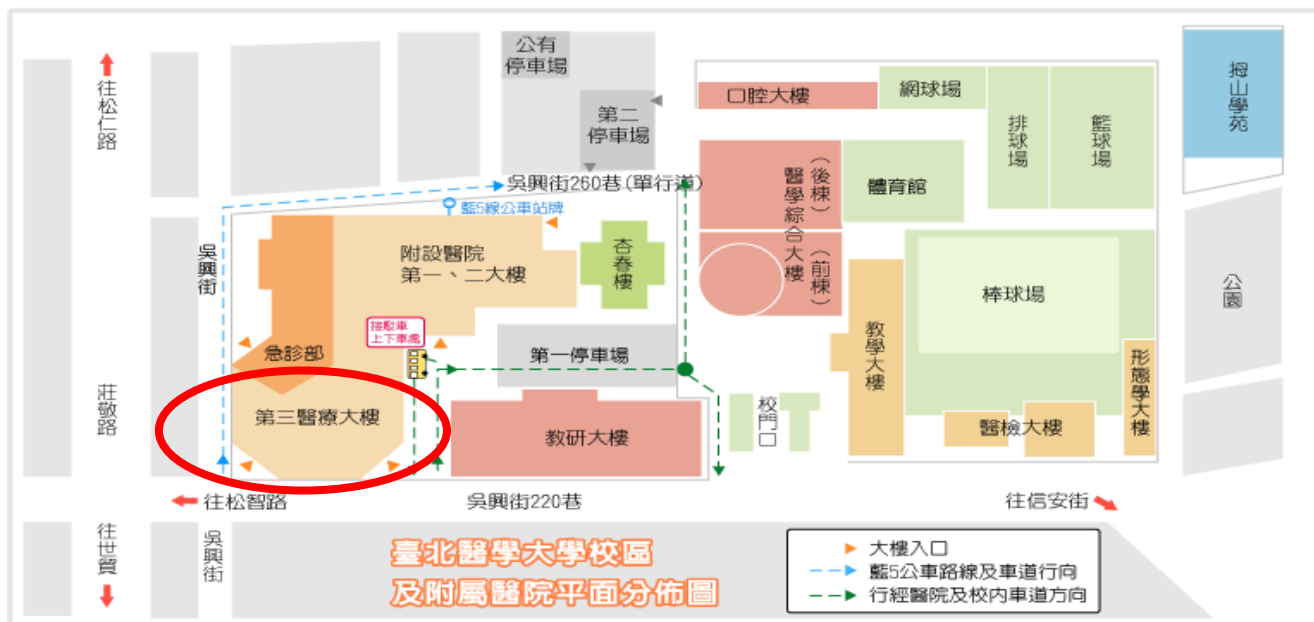 公有
停車場
第二
停車場
往松仁路
口腔大樓
網球場
排球場
籃球場
拇山學苑
吳興街260巷(單行道)
藍5線公車站牌
醫學綜合大樓
(後棟)
(前棟)
體育館
吳興街
附設醫院
第一、二大樓
杏春樓
棒球場
公園
接駁車
上下車處
急診部
第一停車場
教學大樓
形態學大樓
莊敬路
第三醫療大樓
教研大樓
校門口
醫檢大樓
往松智路
吳興街220巷
往信安街
往世貿
吳興街
臺北醫學大學校區
及附屬醫院平面分佈圖
大樓入口
藍5公車路線及車道行向
行經醫院及校內車道方向